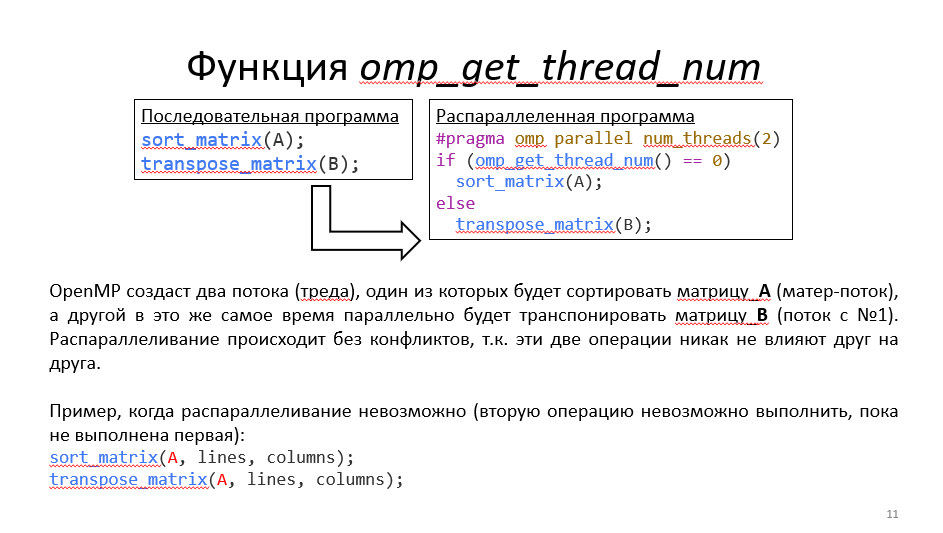 Функция omp_get_thread_num
Последовательная программа
sort_matrix(A);
transpose_matrix(B);
Распараллеленная программа
#pragma omp parallel num_threads(2)
if (omp_get_thread_num() == 0)
  sort_matrix(A);
else
  transpose_matrix(B);
OpenMP создаст два потока (треда), один из которых будет сортировать матрицу_A (матер-поток),
а другой в это же самое время параллельно будет транспонировать матрицу_B (поток с №1).
Распараллеливание происходит без конфликтов, т.к. эти две операции никак не влияют друг на
друга.
Пример, когда распараллеливание невозможно (вторую операцию невозможно выполнить, пока
не выполнена первая):
sort_matrix(A, lines, columns);
transpose_matrix(A, lines, columns);
11